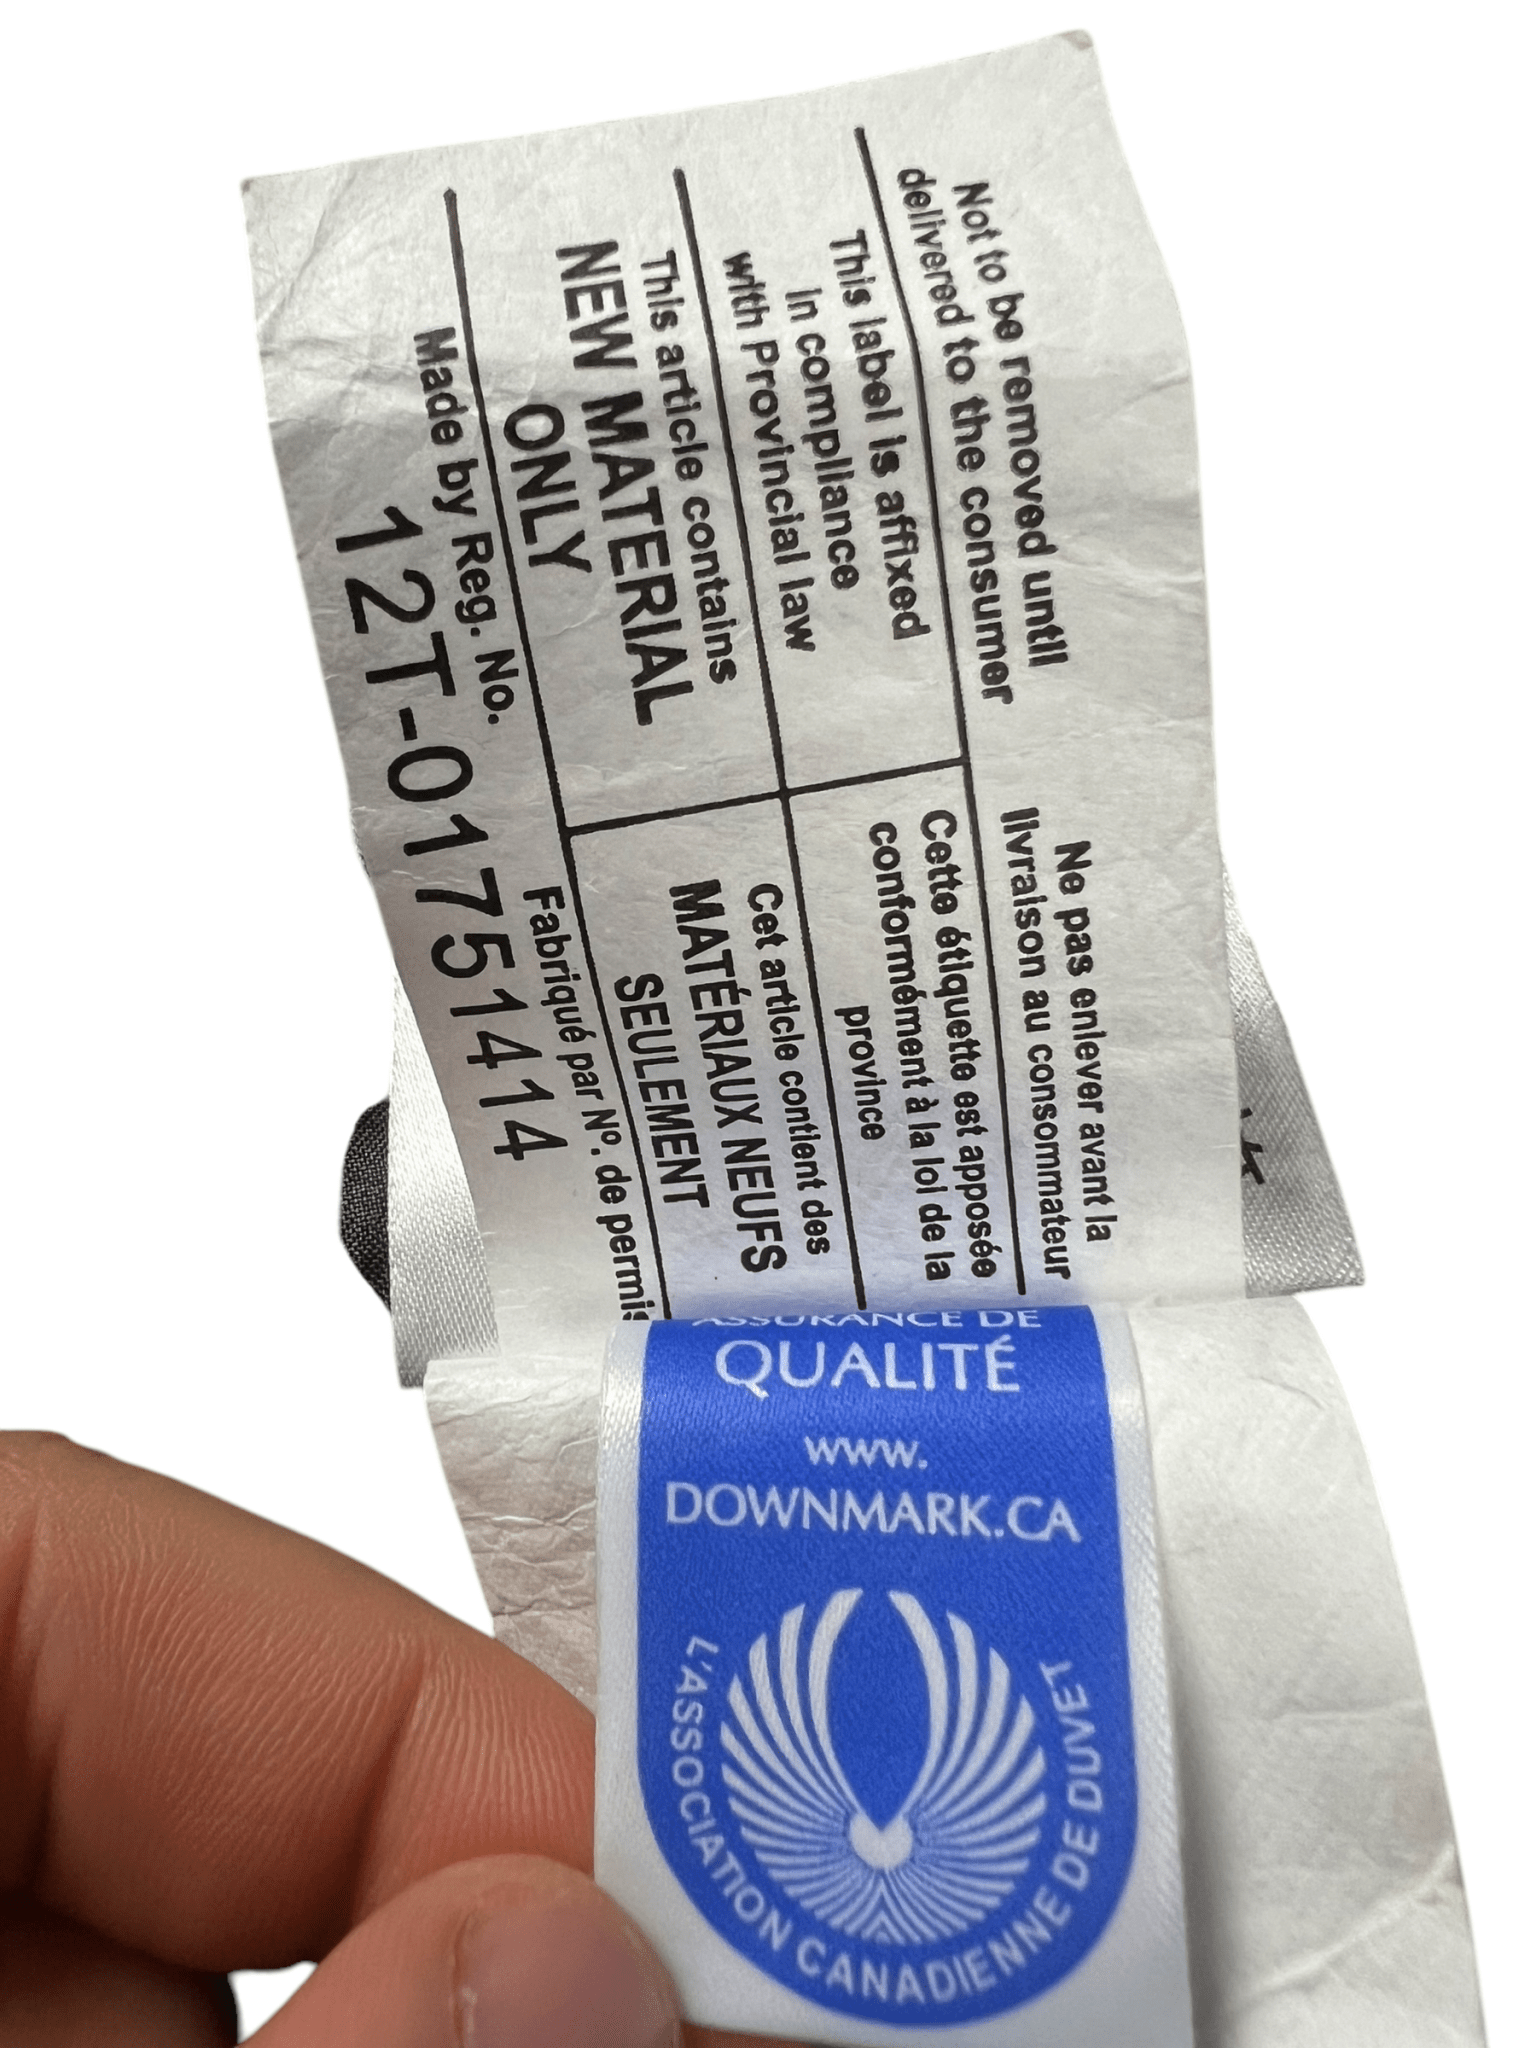 Not to be removed until
delivered to the consumer
Ne pas enlever avant la
livraison au consommateur
This label is affixed
in compliance
with Provincial law
Cette étiquette est apposée
conformément à la loi de la
province
This article contains
NEW MATERIAL
ONLY
Cet article contient des
MATÉRIAUX NEUFS
SEULEMENT
Made by Reg. No.
Fabriqué par Nº. de permis
12T-01751414
ASSURANCE DE
QUALITÉ
www.
DOWNMARK.CA
L'ASSOCIATION CANADIENNE DE DUVET